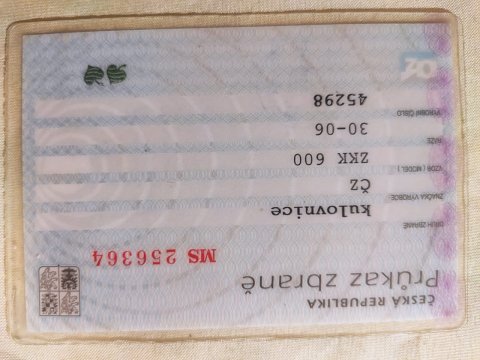 ČESKÁ REPUBLIKA
Průkaz zbraně
MS 256364
DRUH ZBRANĚ kulovnice
ZNAČKA VÝROBCE ČZ
VZOR ( MODEL ) ZKK 600
RÁŽE 30-06
VÝROBNÍ ČÍSLO 45298